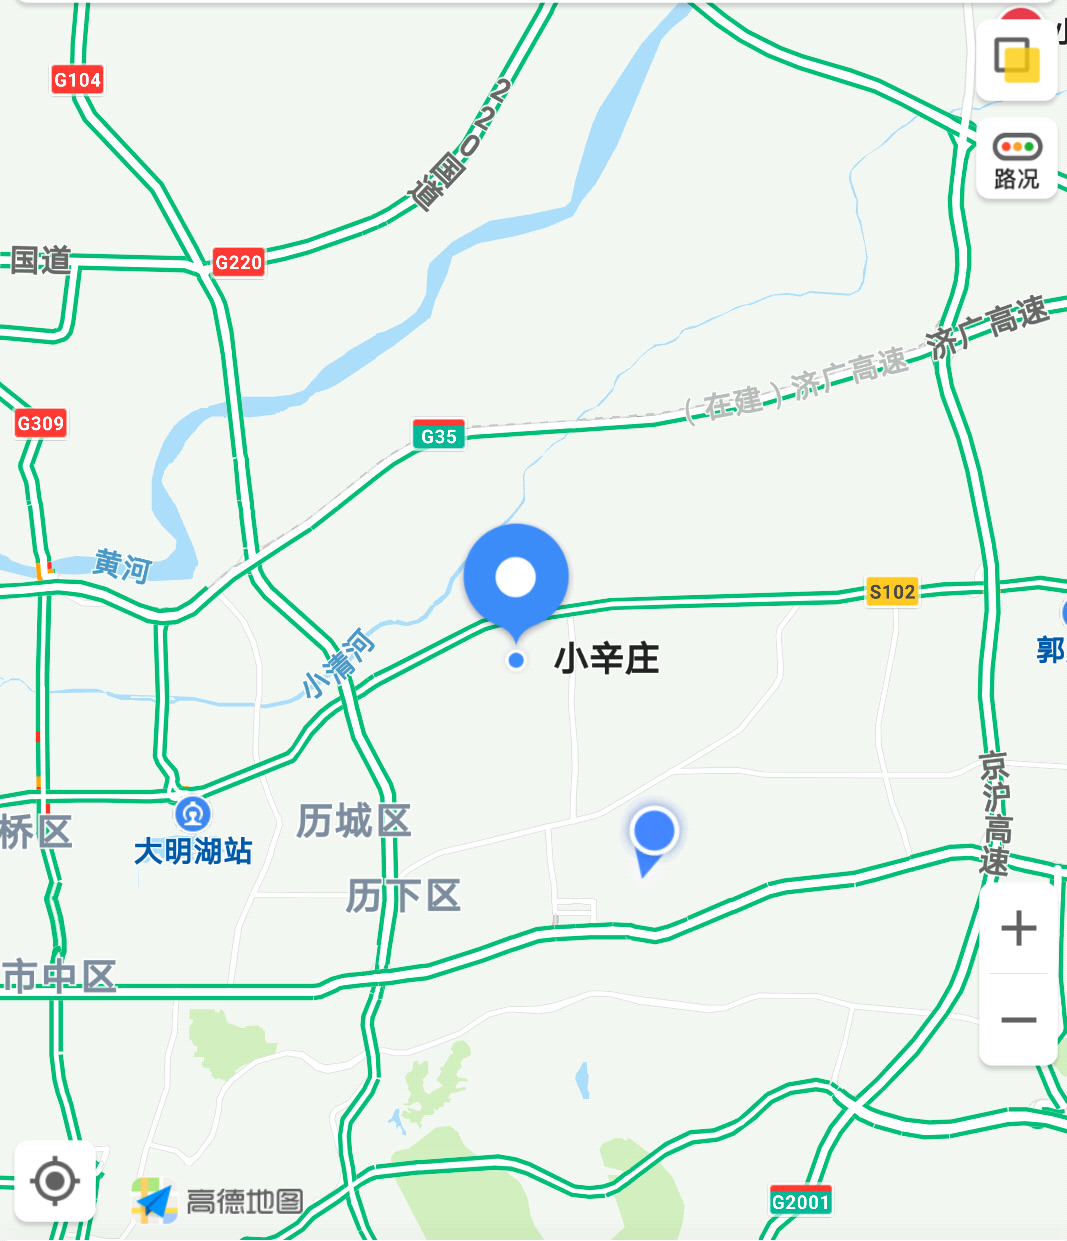 小
G104
220国道
路况
国道
G220
济广高速
（在建）济广高速
G309
G35
黄河
S102
小清河
小辛庄
郭
京沪高速
历城区
桥区
大明湖站
历下区
市中区
G2001
高德地图